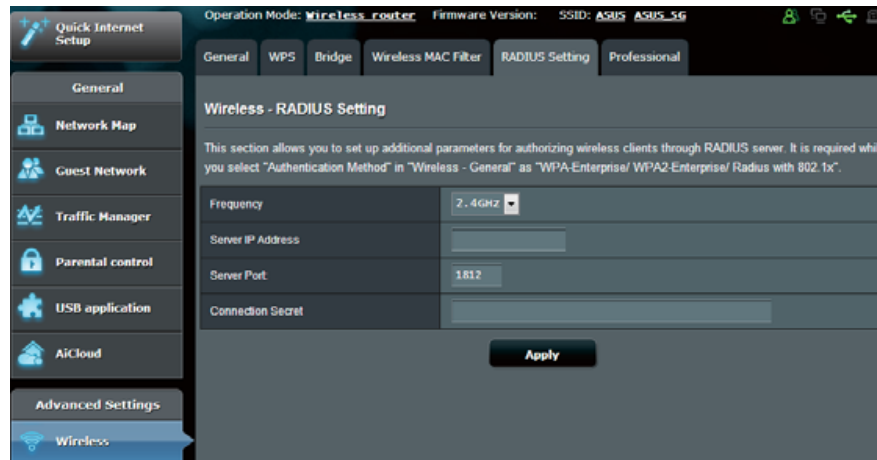 Quick Internet
Setup
Operation Mode: Wireless router Firmware Version: SSID: ASUS ASUS_5G
General WPS Bridge Wireless MAC Filter RADIUS Setting Professional
General
Network Map
Guest Network
Traffic Manager
Parental control
USB application
AiCloud
Advanced Settings
Wireless
Wireless - RADIUS Setting
This section allows you to set up additional parameters for authorizing wireless clients through RADIUS server. It is required whi
you select "Authentication Method" in "Wireless - General" as "WPA-Enterprise/ WPA2-Enterprise/ Radius with 802.1x".
Frequency 2.4GHz
Server IP Address
Server Port 1812
Connection Secret
Apply